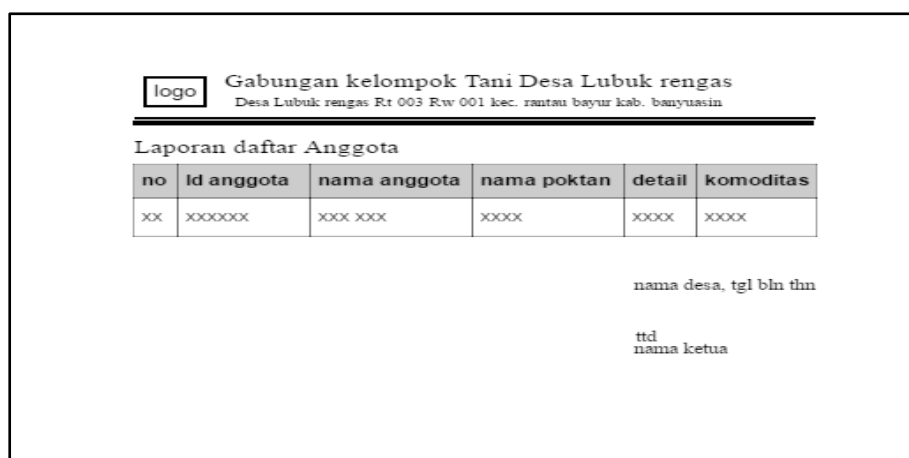 logo
Gabungan kelompok Tani Desa Lubuk rengas
Desa Lubuk rengas Rt 003 Rw 001 kec. rantau bayur kab. banyuasin
Laporan daftar Anggota
no Id anggota nama anggota nama poktan detail komoditas
xx xxxxxx xxx xxx xxxx xxxx xxxx
nama desa, tgl bln thn
ttd
nama ketua